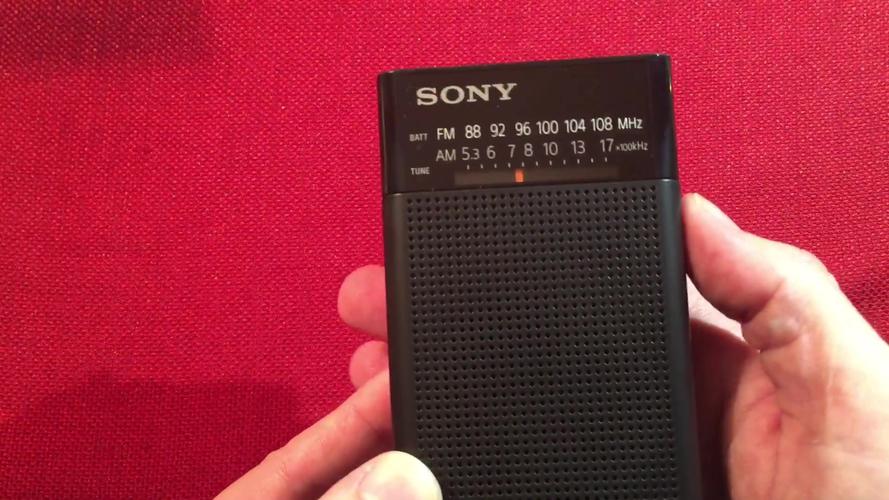 SONY
BATT FM 88 92 96 100 104 108 MHz
AM 5.3 6 7 8 10 13 17 ×100kHz
TUNE